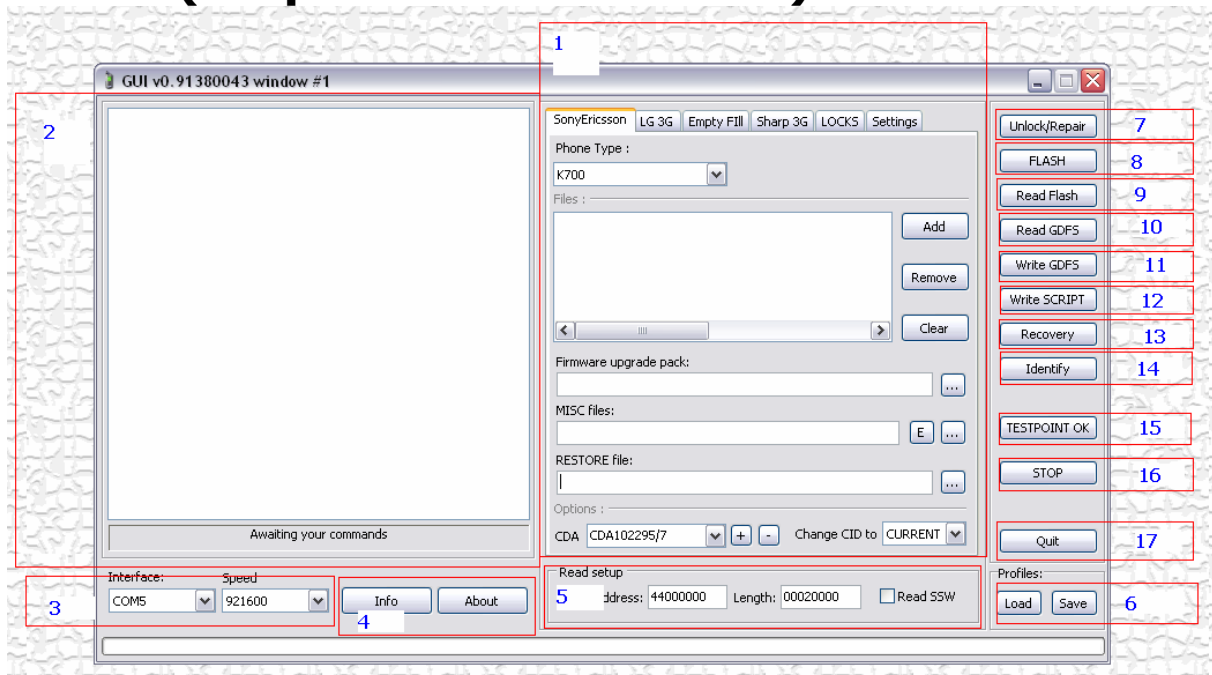 1
GUI v0.91380043 window #1
2
SonyEricsson LG 3G Empty FIll Sharp 3G LOCKS Settings
Phone Type :
K700
Files :
Add
Remove
Clear
Firmware upgrade pack:
...
MISC files:
E ...
RESTORE file:
...
Options :
CDA CDA102295/7 + - Change CID to CURRENT
Awaiting your commands
Unlock/Repair 7
FLASH 8
Read Flash 9
Read GDFS 10
Write GDFS 11
Write SCRIPT 12
Recovery 13
Identify 14
TESTPOINT OK 15
STOP 16
Quit 17
Interface: Speed
3 COM5 921600
Info About
4
Read setup
5 ddress: 44000000 Length: 00020000 Read SSW
Profiles:
Load Save 6